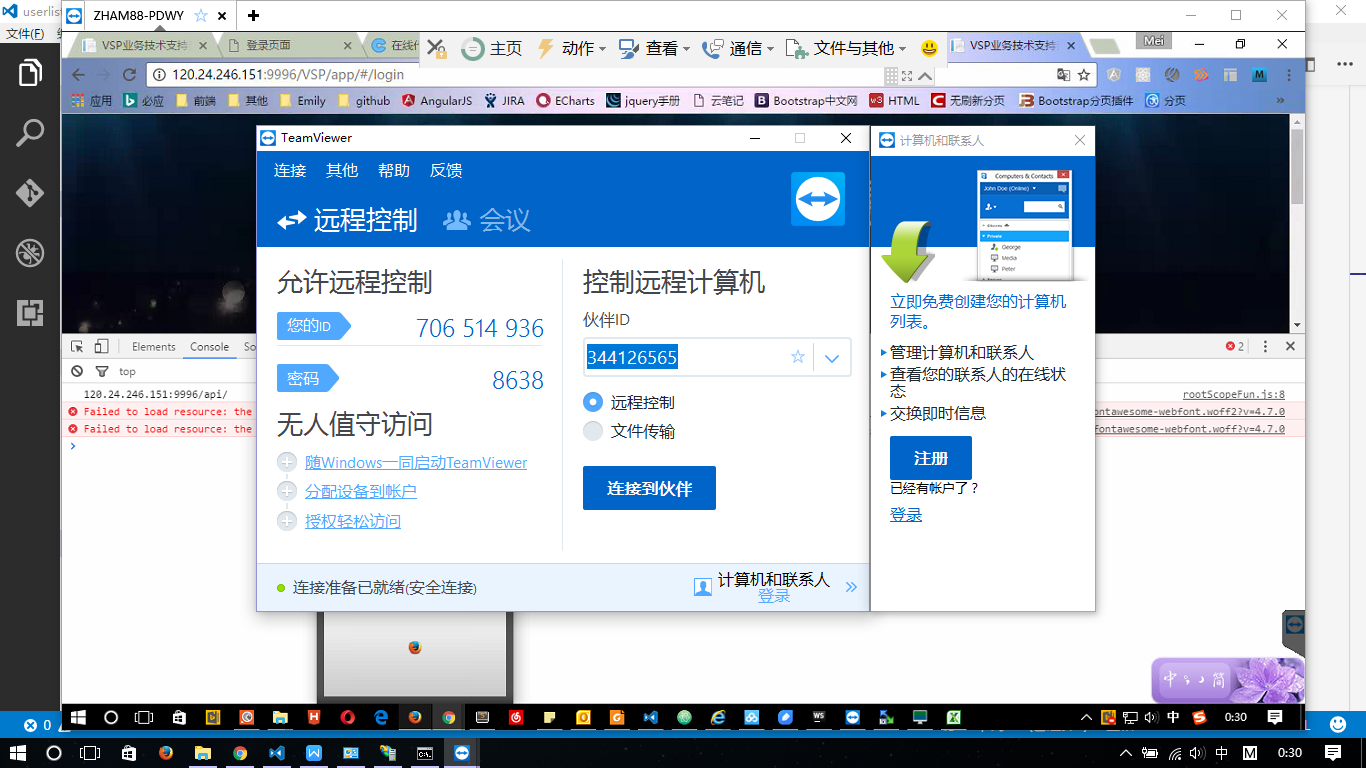 userlist
ZHAM88-PDWY
文件(F)
VSP业务技术支持
登录页面
在线
主页
动作
查看
通信
文件与其他
VSP业务技术支持
Mei
120.24.246.151:9996/VSP/app/#/login
应用
必应
前端
其他
Emily
github
AngularJS
JIRA
ECharts
jquery手册
云笔记
Bootstrap中文网
HTML
无刷新分页
Bootstrap分页插件
分页
TeamViewer
连接 其他 帮助 反馈
远程控制 会议
允许远程控制
您的ID 706 514 936
密码 8638
无人值守访问
随Windows一同启动TeamViewer
分配设备到帐户
授权轻松访问
控制远程计算机
伙伴ID
344126565
远程控制
文件传输
连接到伙伴
连接准备已就绪(安全连接)
计算机和联系人
登录
计算机和联系人
Computers & Contacts
John Doe (Online)
Private
George
Media
Peter
立即免费创建您的计算机
列表。
管理计算机和联系人
查看您的联系人的在线状
态
交换即时信息
注册
已经有帐户了？
登录
Elements Console So
2
top
120.24.246.151:9996/api/ rootScopeFun.js:8
Failed to load resource: the fontawesome-webfont.woff2?v=4.7.0
Failed to load resource: the fontawesome-webfont.woff?v=4.7.0
中 简
0
中 0:30
中 M 0:30